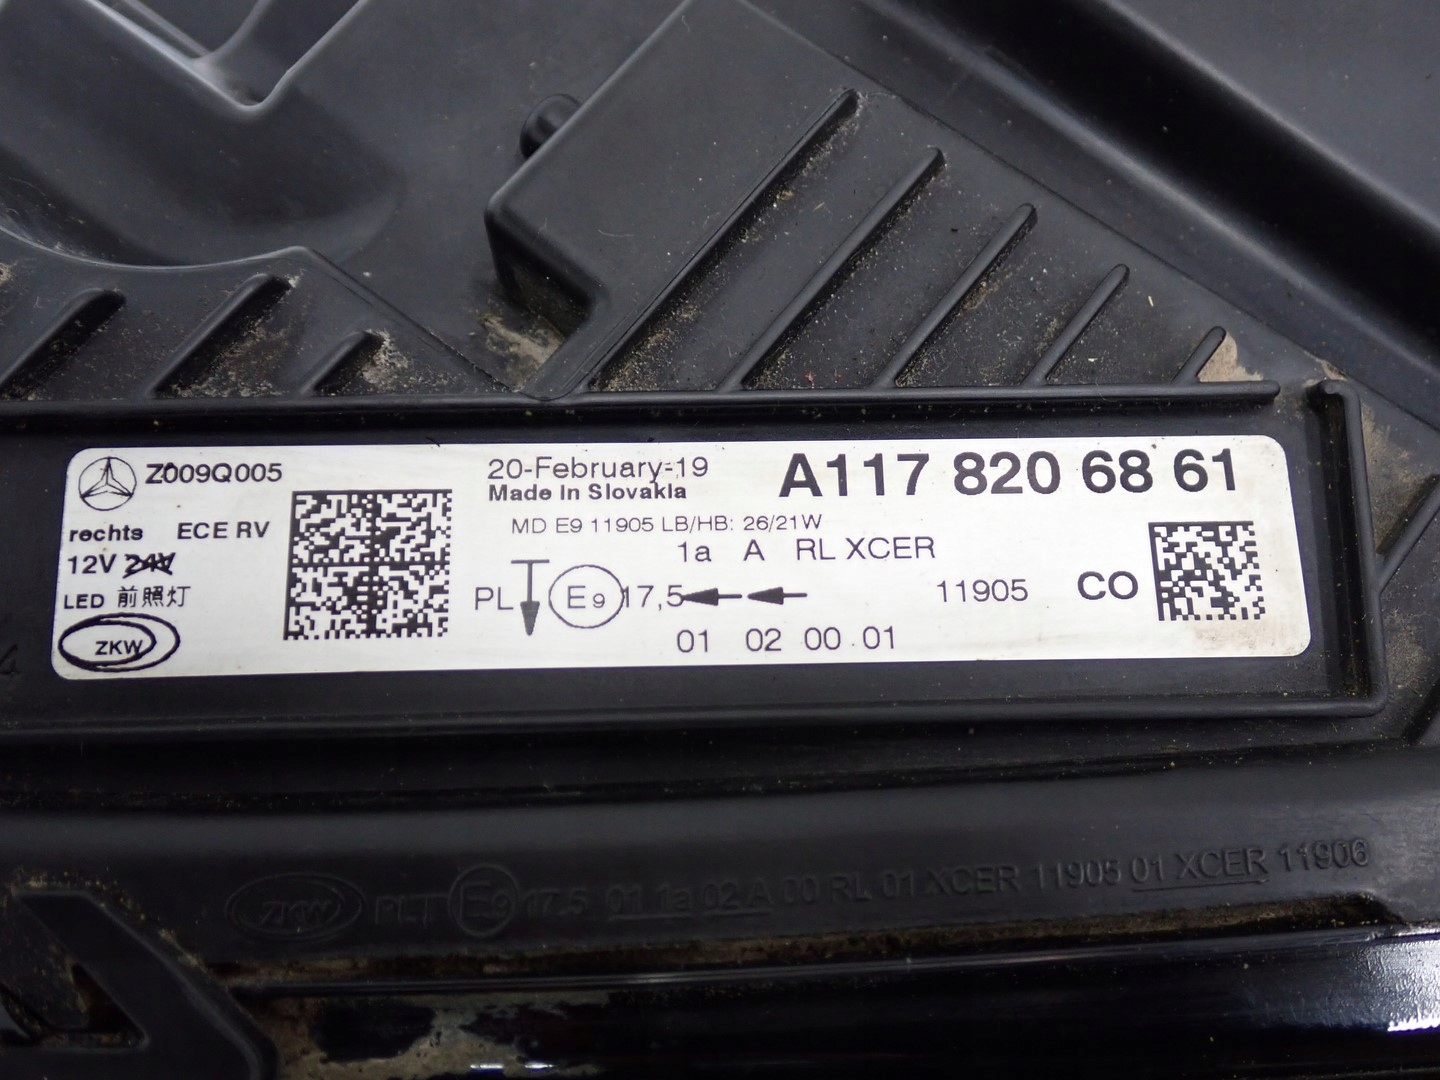 Z009Q005
20-February-19
Made In Slovakia
A117 820 68 61
rechts ECE RV
12V 24V
LED 前照灯
ZKW
MD E9 11905 LB/HB: 26/21W
1a A RL XCER
PL E9 17,5 11905 CO
01 02 00 01
ZKW PLT E9 17,5 01 1a 02 A 00 RL 01 XCER 11905 01 XCER 11906